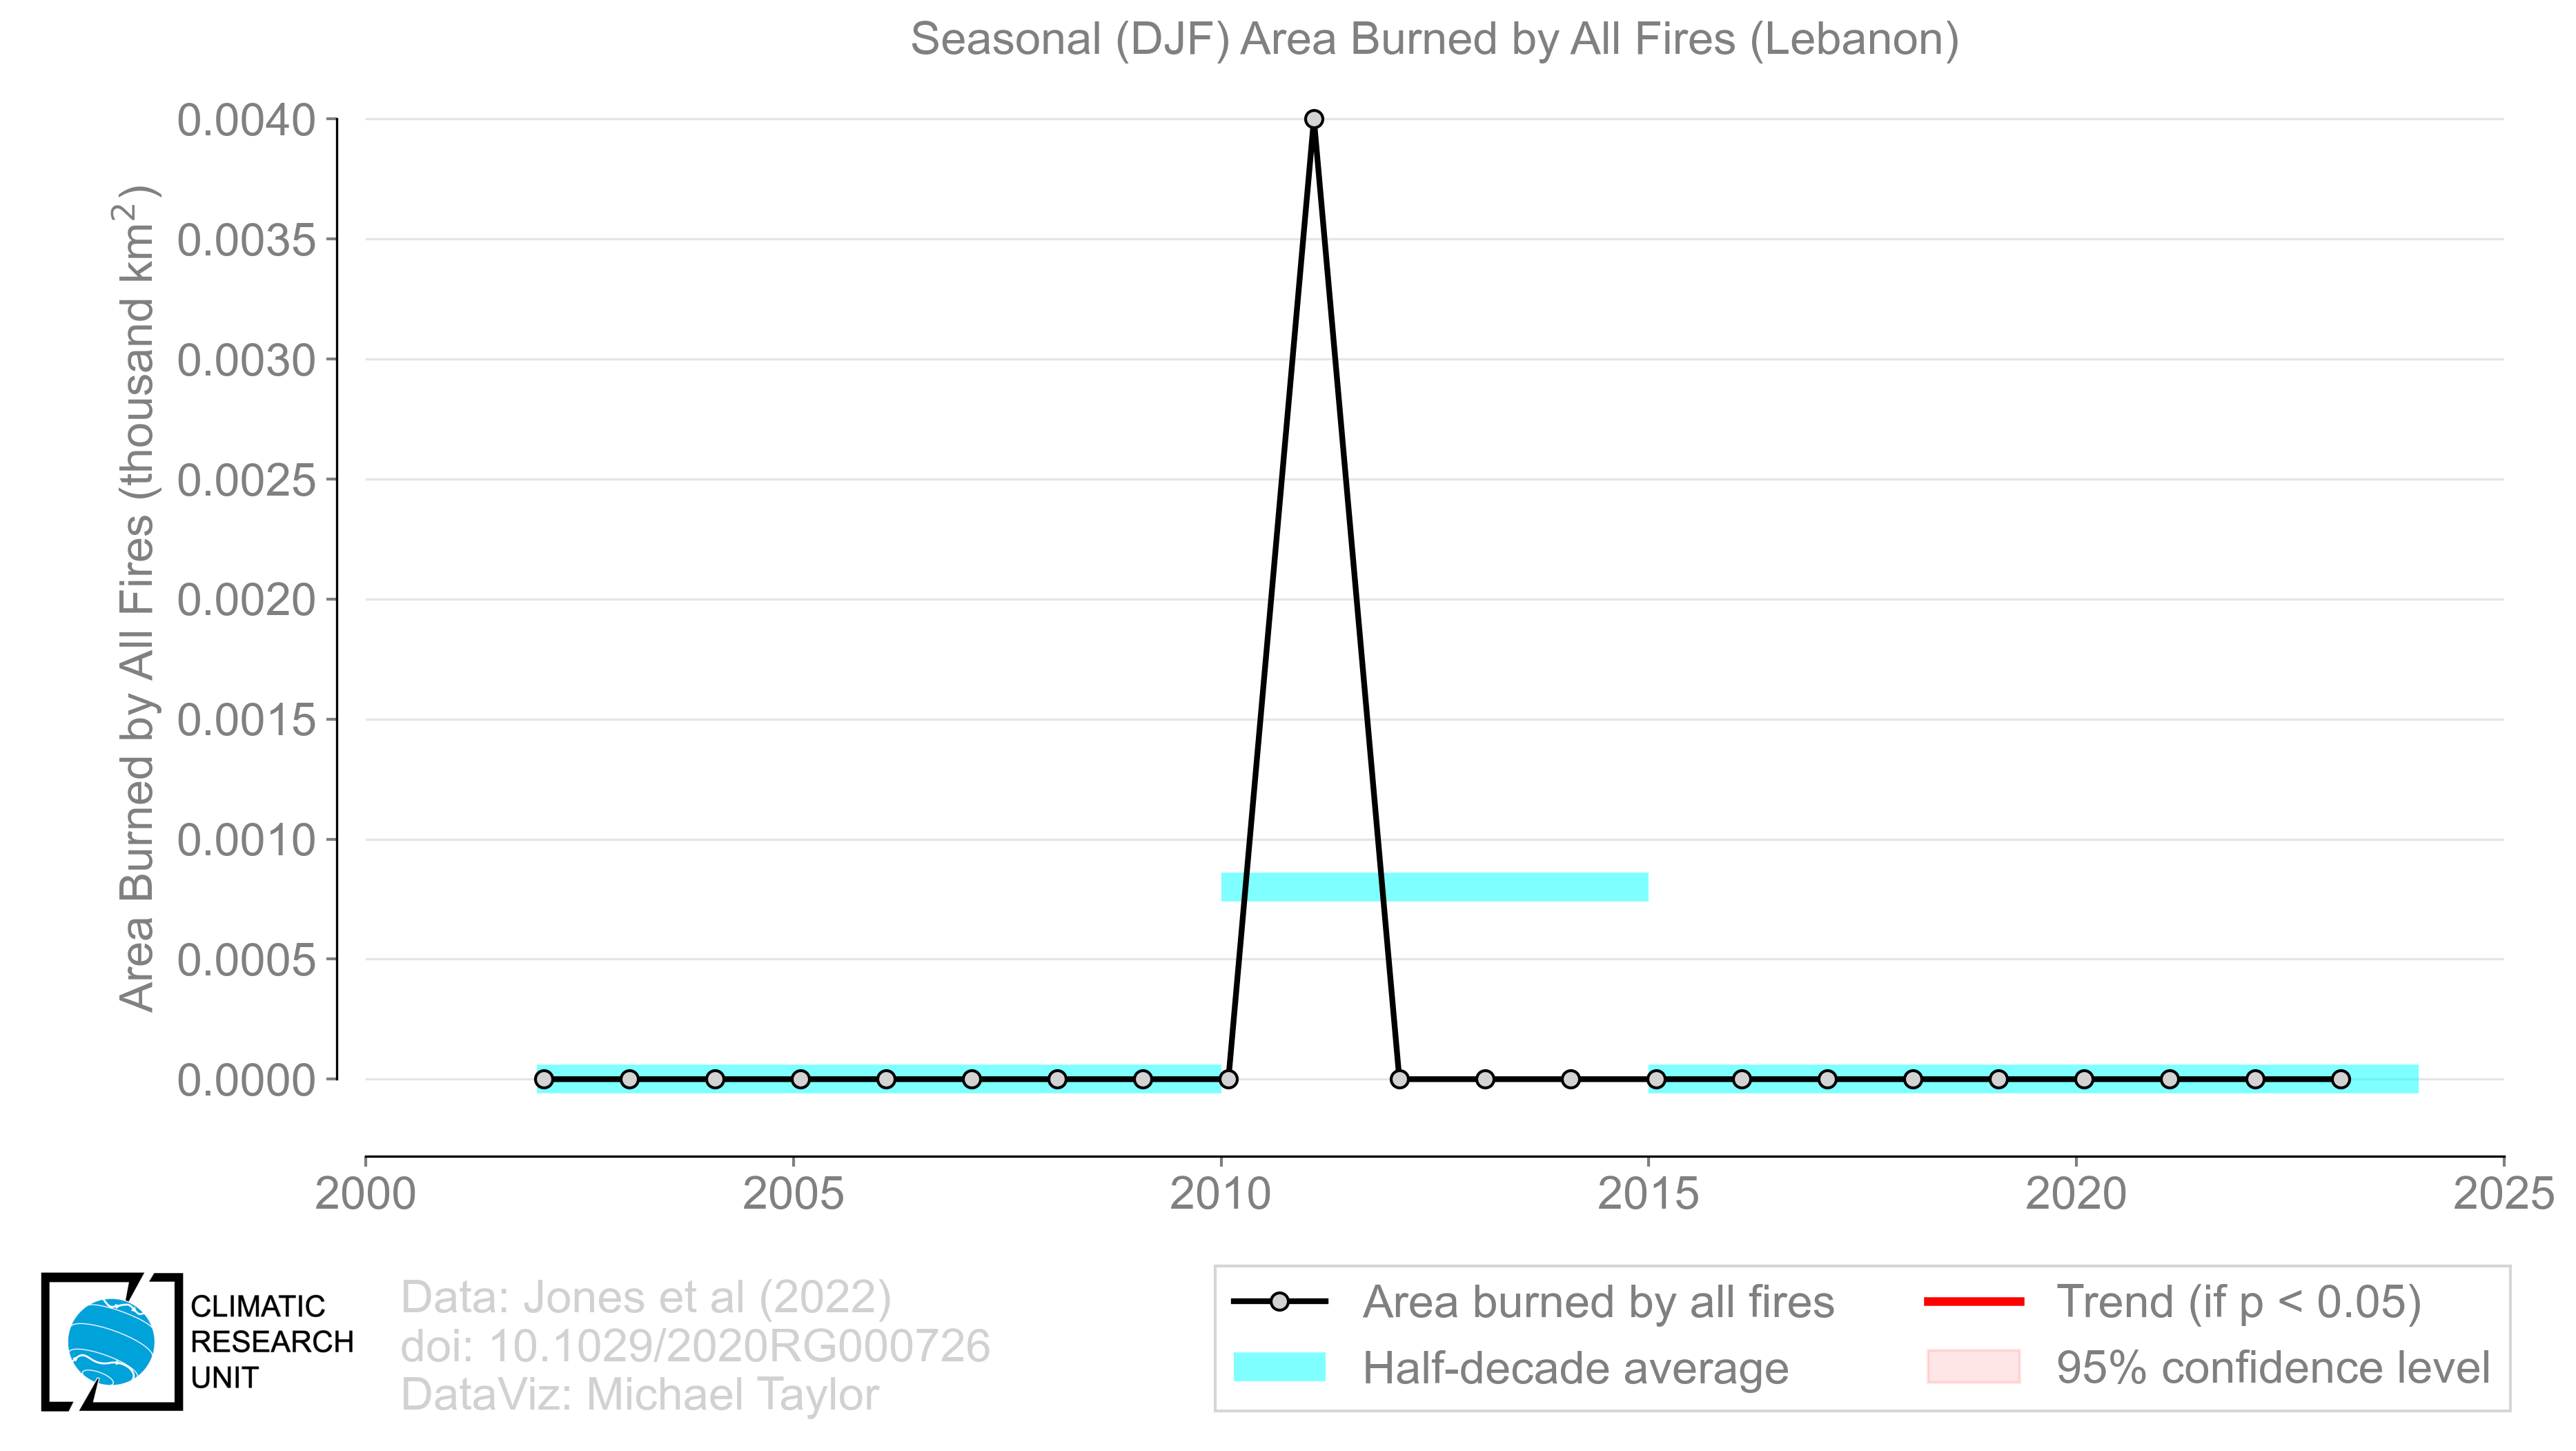 Seasonal (DJF) Area Burned by All Fires (Lebanon)
Area Burned by All Fires (thousand km²)
0.0040
0.0035
0.0030
0.0025
0.0020
0.0015
0.0010
0.0005
0.0000
2000 2005 2010 2015 2020 2025
CLIMATIC
RESEARCH
UNIT
Data: Jones et al (2022)
doi: 10.1029/2020RG000726
DataViz: Michael Taylor
Area burned by all fires
Half-decade average
Trend (if p < 0.05)
95% confidence level